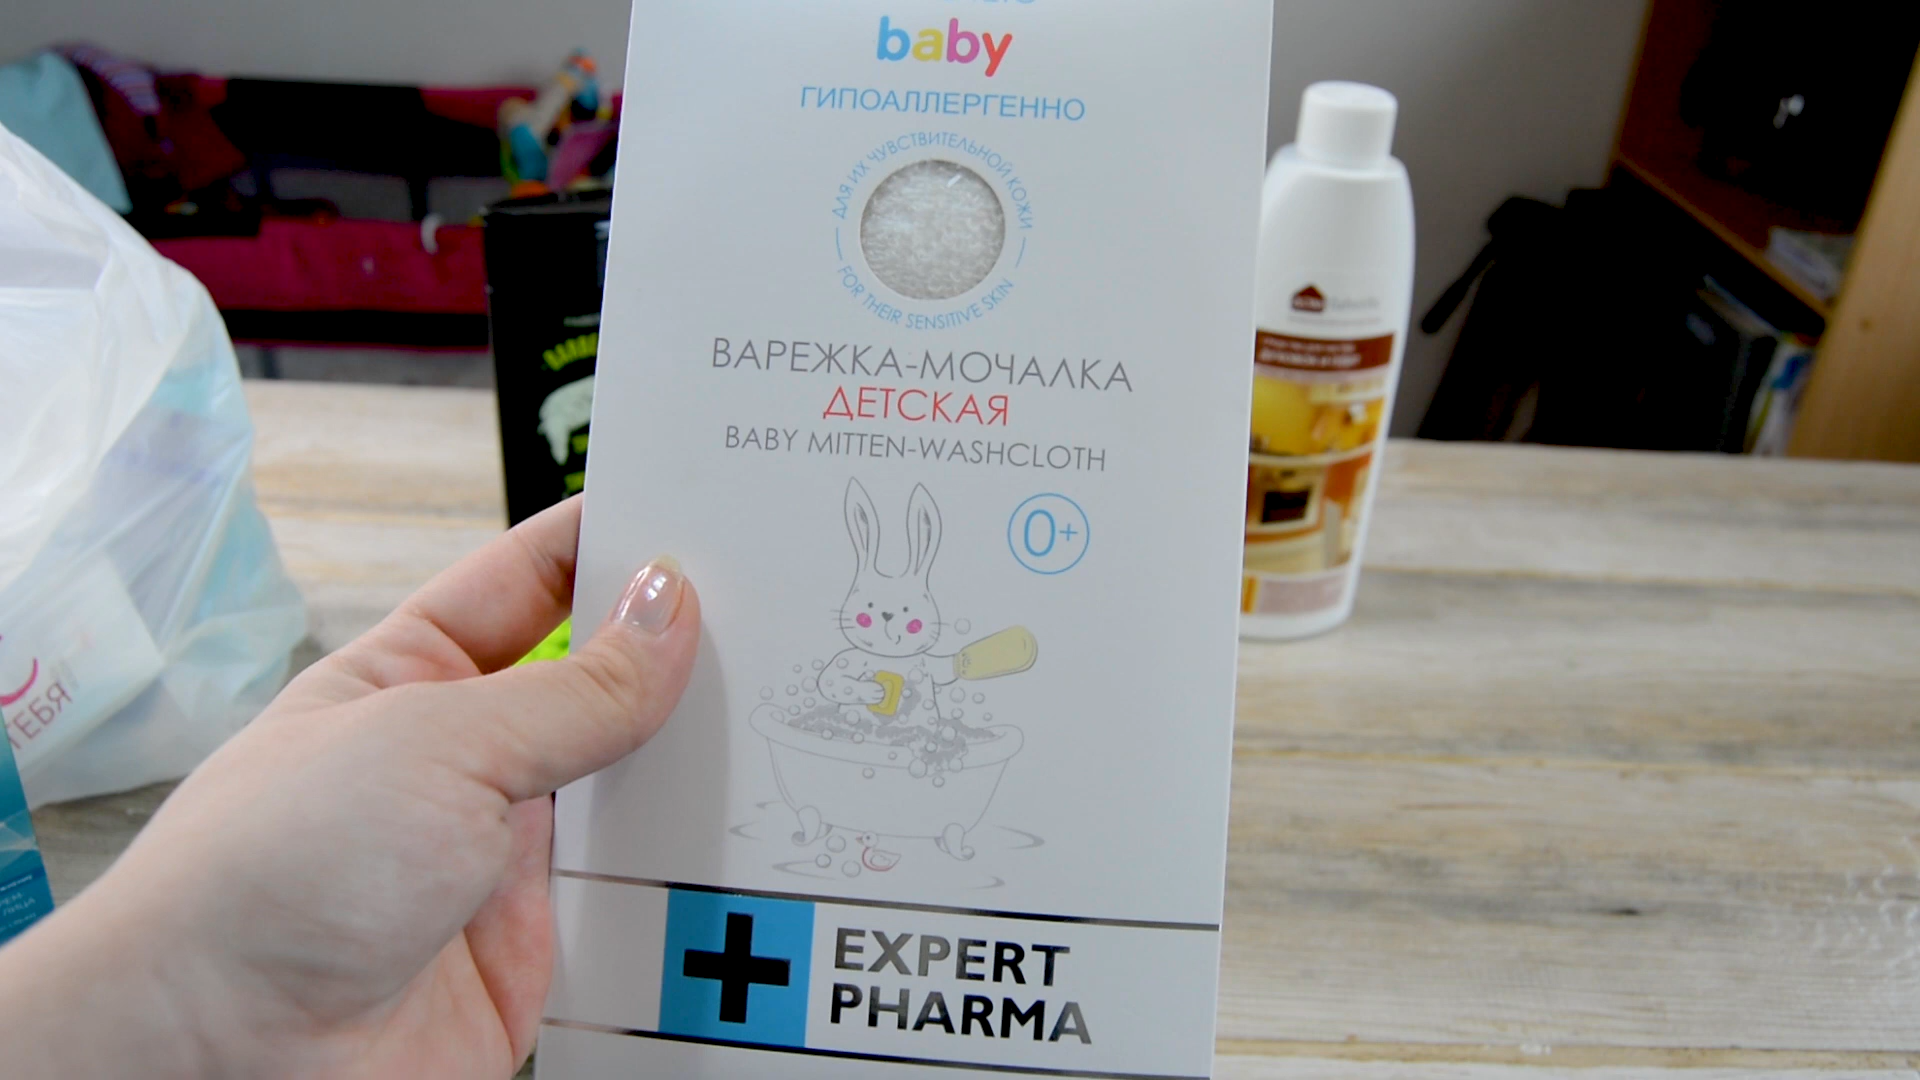 baby
ГИПОАЛЛЕРГЕННО
ДЛЯ ИХ ЧУВСТВИТЕЛЬНОЙ КОЖИ
FOR THEIR SENSITIVE SKIN
ВАРЕЖКА-МОЧАЛКА
ДЕТСКАЯ
BABY MITTEN-WASHCLOTH
0+
EXPERT
PHARMA
ТЕБЯ